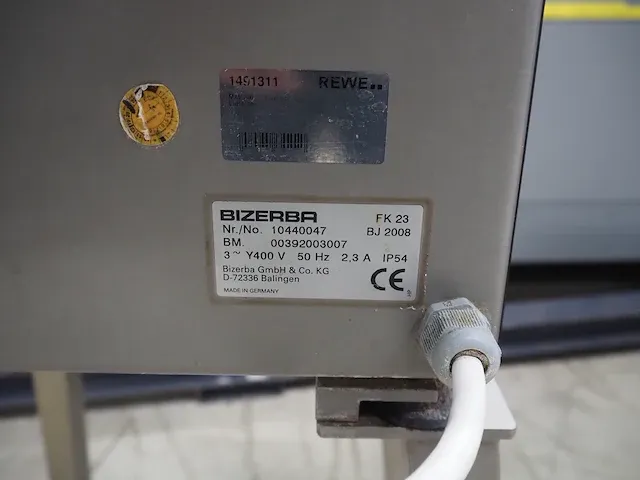 1491311 REWE
BIZERBA FK 23
Nr./No. 10440047 BJ 2008
BM. 00392003007
3~ Y400 V 50 Hz 2,3 A IP54
Bizerba GmbH & Co. KG
D-72336 Balingen
MADE IN GERMANY
CE